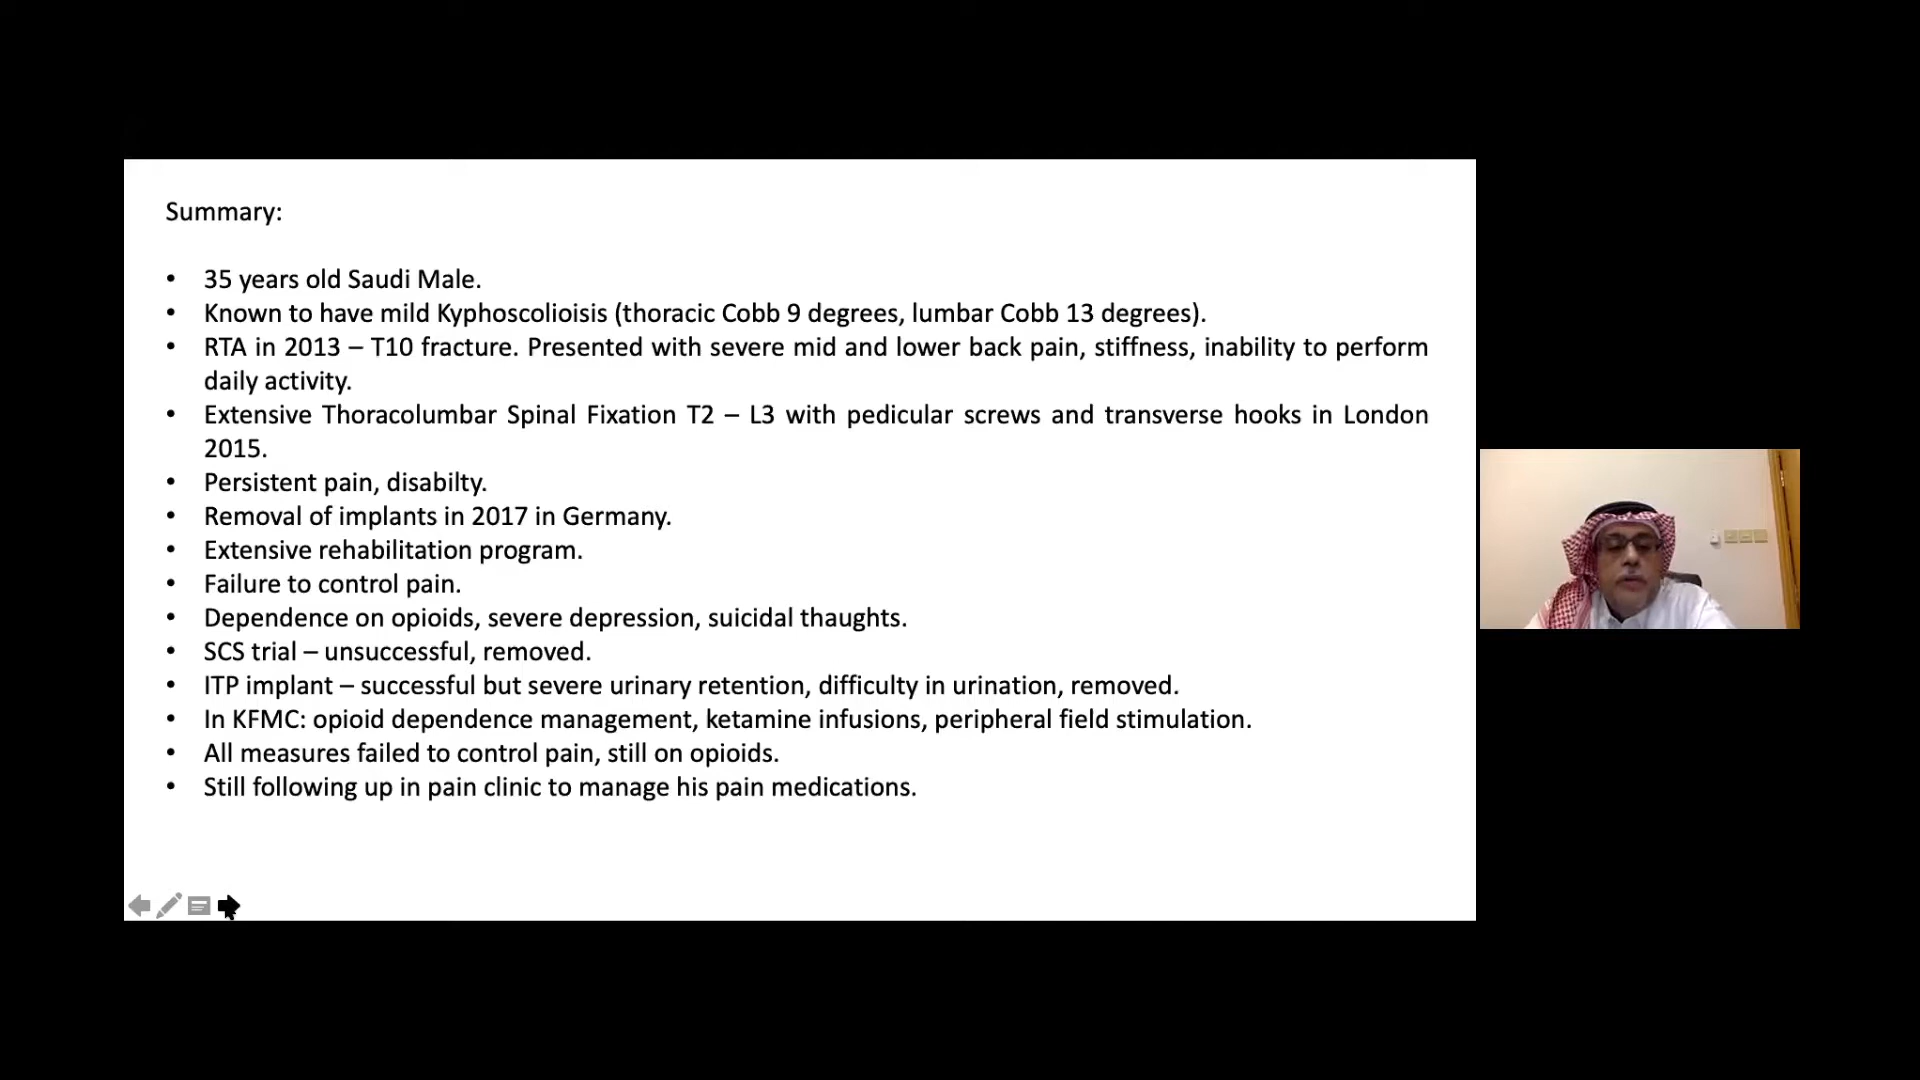 Summary:
• 35 years old Saudi Male.
• Known to have mild Kyphoscolioisis (thoracic Cobb 9 degrees, lumbar Cobb 13 degrees).
• RTA in 2013 – T10 fracture. Presented with severe mid and lower back pain, stiffness, inability to perform
daily activity.
• Extensive Thoracolumbar Spinal Fixation T2 – L3 with pedicular screws and transverse hooks in London
2015.
• Persistent pain, disabilty.
• Removal of implants in 2017 in Germany.
• Extensive rehabilitation program.
• Failure to control pain.
• Dependence on opioids, severe depression, suicidal thaughts.
• SCS trial – unsuccessful, removed.
• ITP implant – successful but severe urinary retention, difficulty in urination, removed.
• In KFMC: opioid dependence management, ketamine infusions, peripheral field stimulation.
• All measures failed to control pain, still on opioids.
• Still following up in pain clinic to manage his pain medications.